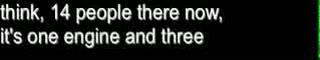 think, 14 people there now,
it's one engine and three